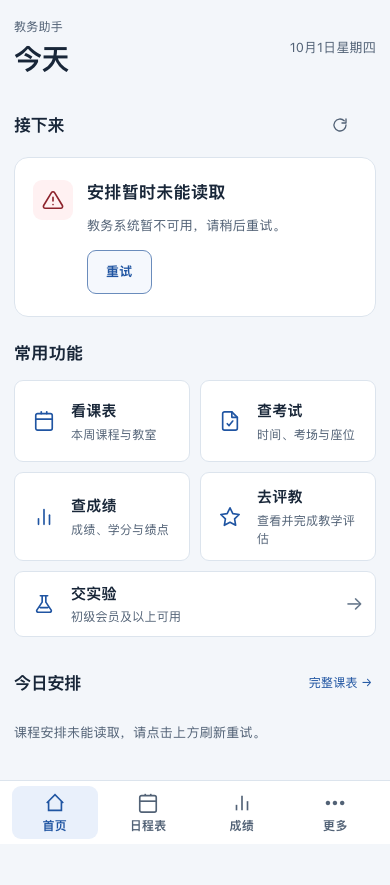 教务助手
今天
10月1日星期四
接下来
安排暂时未能读取
教务系统暂不可用，请稍后重试。
重试
常用功能
看课表
本周课程与教室
查考试
时间、考场与座位
查成绩
成绩、学分与绩点
去评教
查看并完成教学评
估
交实验
初级会员及以上可用
今日安排
完整课表 →
课程安排未能读取，请点击上方刷新重试。
首页
日程表
成绩
更多